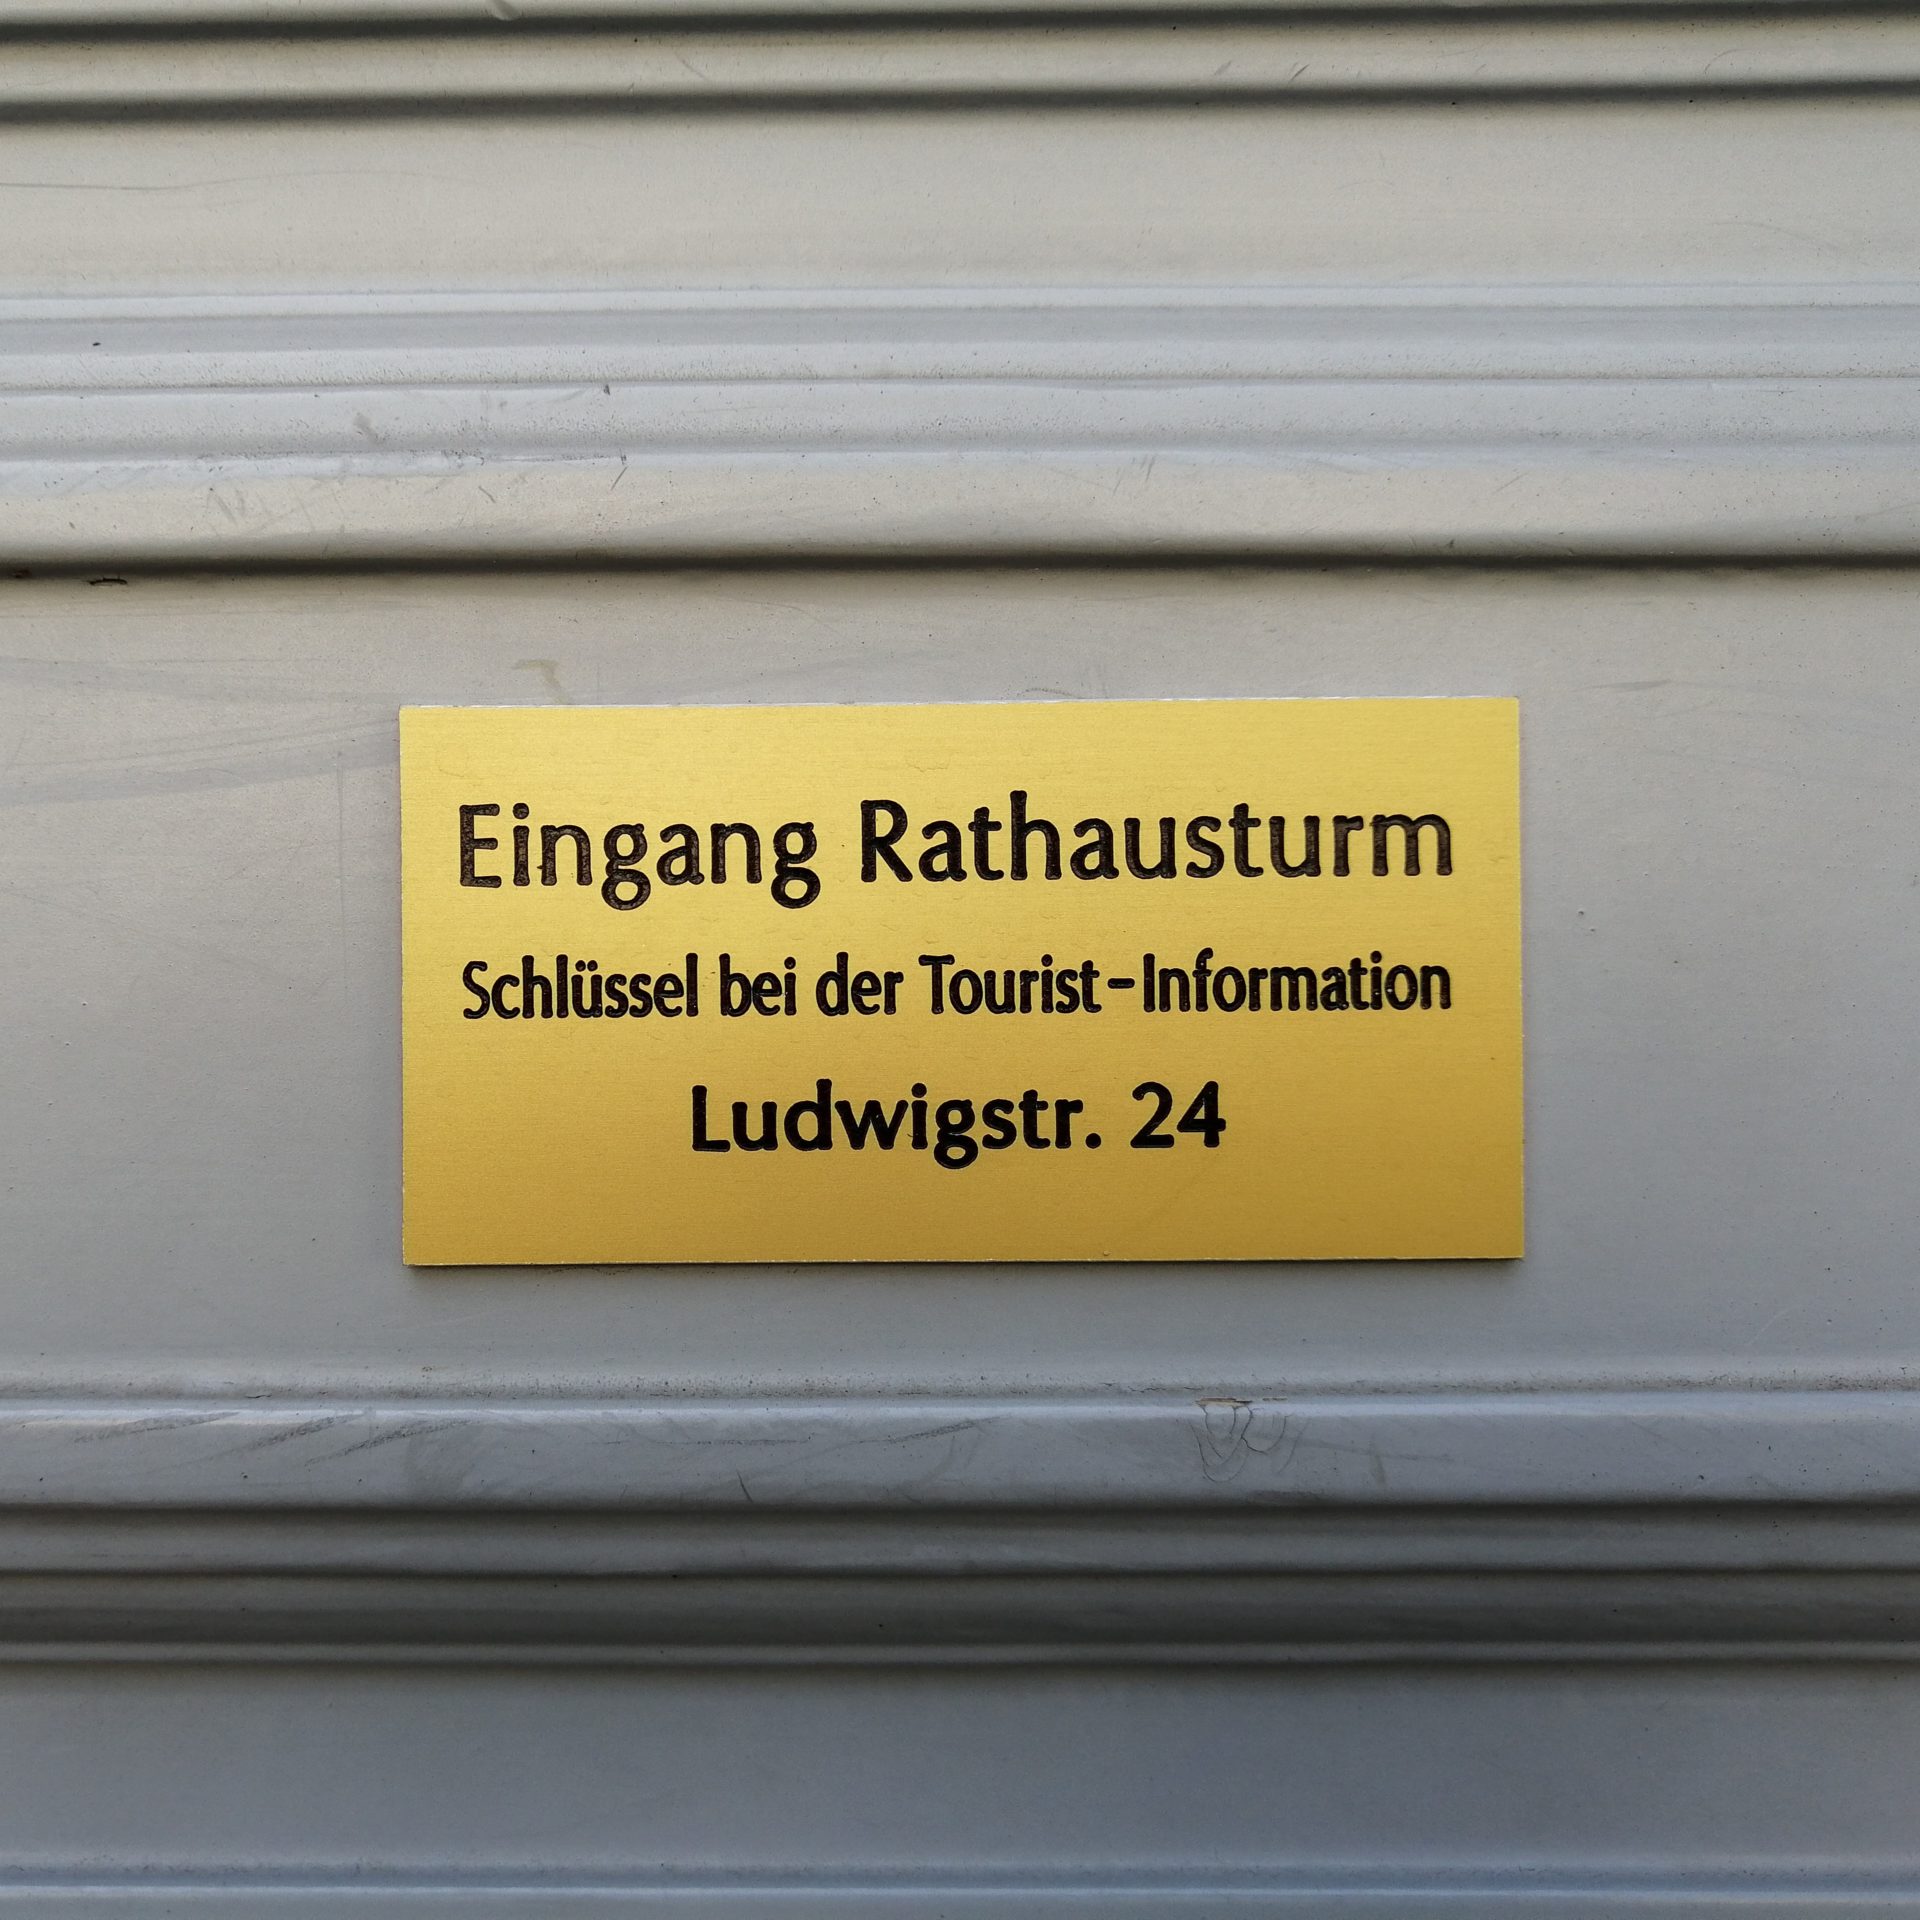 Eingang Rathausturm
Schlüssel bei der Tourist-Information
Ludwigstr. 24